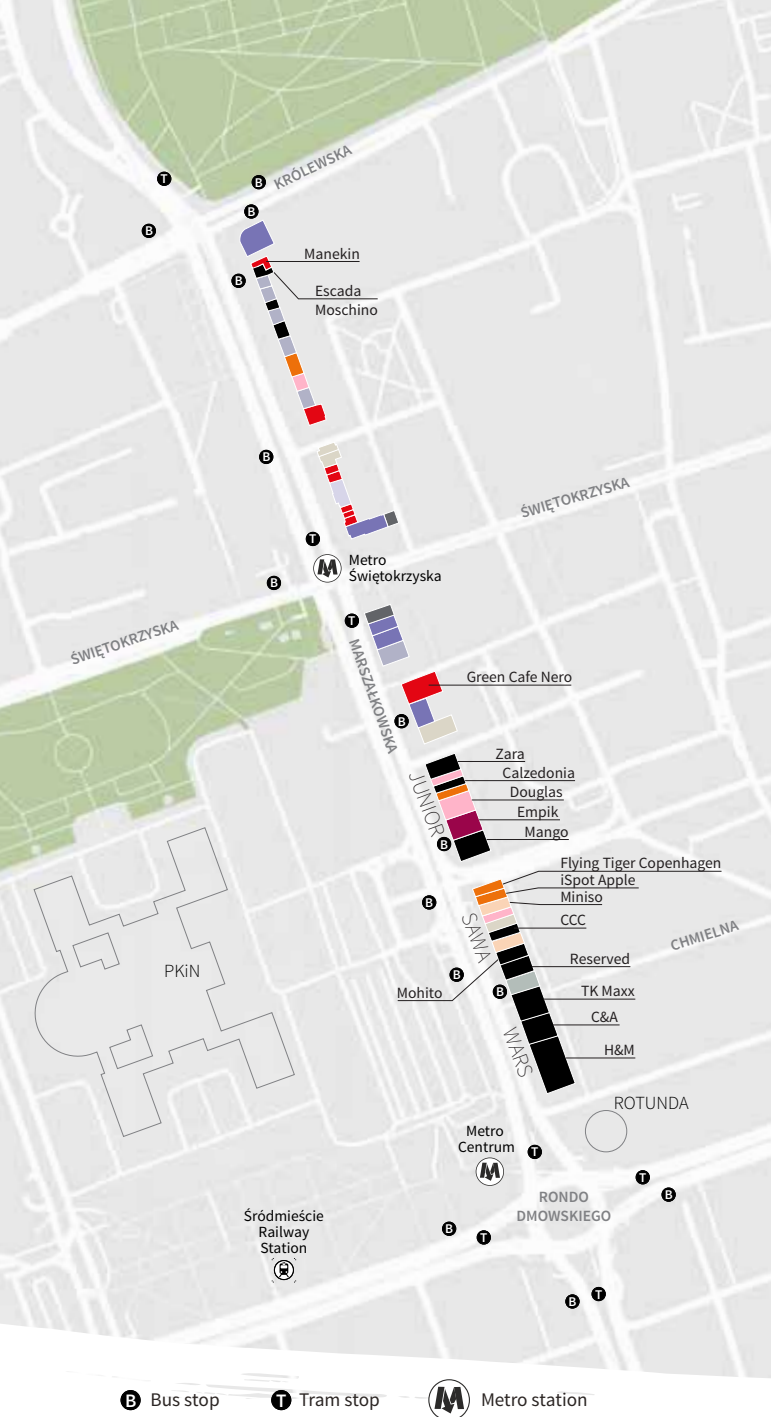 T
B
KRÓLEWSKA
B
B
Manekin
B
Escada
Moschino
B
ŚWIĘTOKRZYSKA
T
Metro
Świętokrzyska
B
T
ŚWIĘTOKRZYSKA
MARSZAŁKOWSKA
Green Cafe Nero
B
Zara
Calzedonia
JUNIOR
Douglas
Empik
Mango
B
Flying Tiger Copenhagen
iSpot Apple
Miniso
B
CCC
SAWA
CHMIELNA
Reserved
PKiN
B
Mohito
B
TK Maxx
C&A
WARS
H&M
ROTUNDA
Metro
Centrum
T
M
T
B
RONDO
DMOWSKIEGO
Śródmieście
Railway
Station
B
T
B
T
B Bus stop
T Tram stop
M Metro station